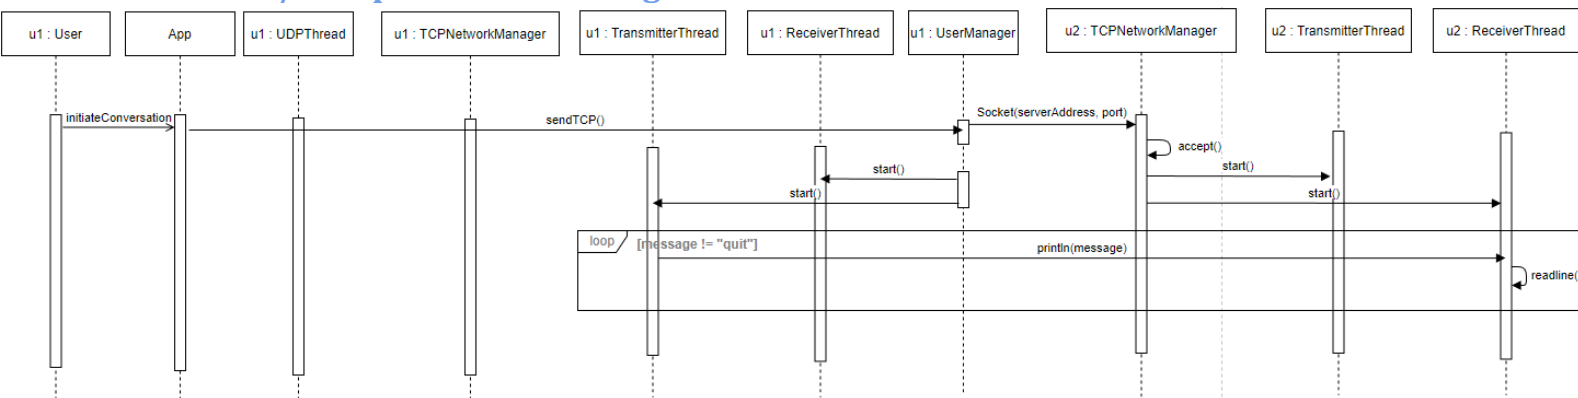 u1 : User
App
u1 : UDPThread
u1 : TCPNetworkManager
u1 : TransmitterThread
u1 : ReceiverThread
u1 : UserManager
u2 : TCPNetworkManager
u2 : TransmitterThread
u2 : ReceiverThread
initiateConversation
sendTCP()
Socket(serverAddress, port)
accept()
start()
start()
start()
start()
loop
[message != "quit"]
println(message)
readline(